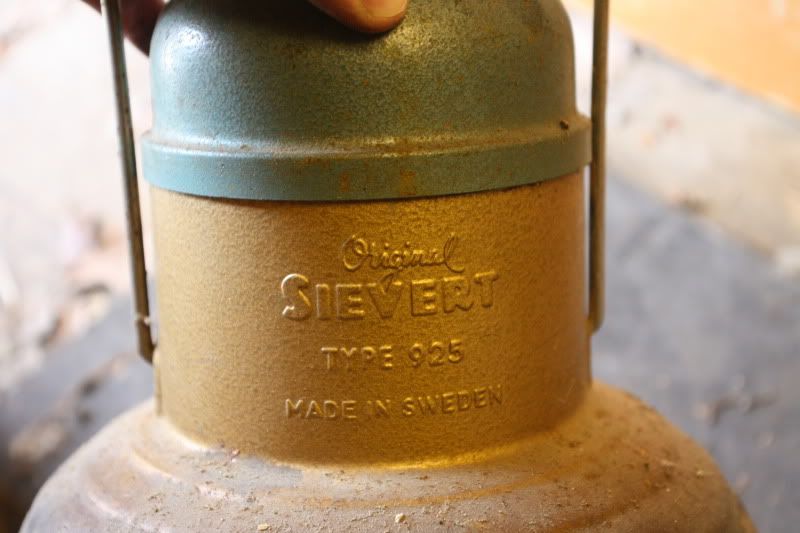 Original
SIEVERT
TYPE 925
MADE IN SWEDEN